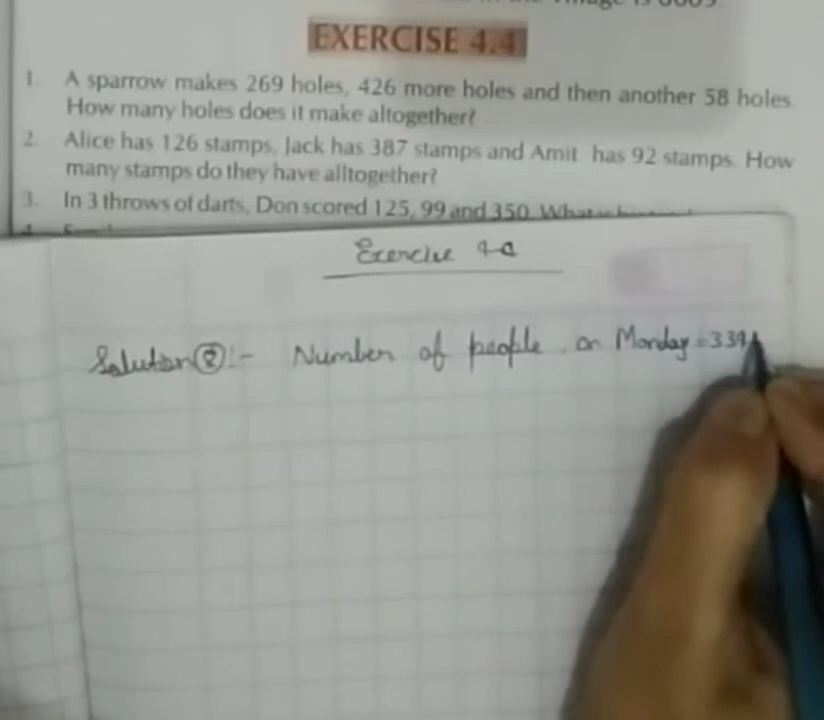 EXERCISE 4.4
1. A sparrow makes 269 holes, 426 more holes and then another 58 holes.
How many holes does it make altogether?
2. Alice has 126 stamps, Jack has 387 stamps and Amit has 92 stamps. How
many stamps do they have alltogether?
3. In 3 throws of darts, Don scored 125, 99 and 350. What
4.
Exercise 4
Solution ⑧:- Number of people on Monday = 339